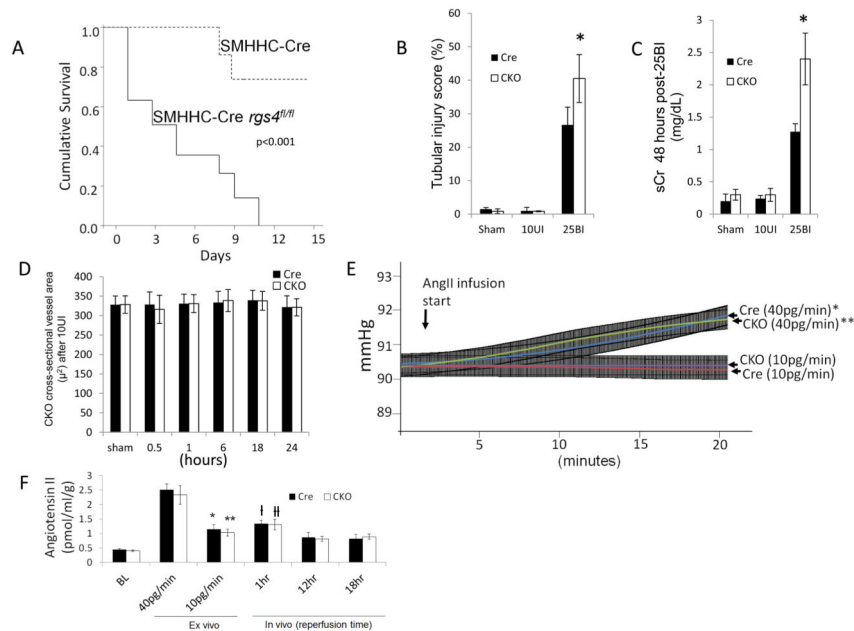 A
1.0
0.8
0.6
0.4
0.2
0.0
Cumulative Survival
SMHHC-Cre
SMHHC-Cre rgs4fl/fl
p<0.001
0 3 6 9 12 15
Days
B
Tubular injury score (%)
60
50
40
30
20
10
0
Cre
CKO
*
Sham 10UI 25BI
C
sCr 48 hours post-25BI
(mg/dL)
3
2.5
2
1.5
1
0.5
0
Cre
CKO
*
Sham 10UI 25BI
D
CKO cross-sectional vessel area
(μ²) after 10UI
400
350
300
250
200
150
100
50
0
Cre
CKO
sham 0.5 1 6 18 24
(hours)
E
mmHg
93
92
91
90
89
AngII infusion
start
Cre (40pg/min)*
CKO (40pg/min)**
CKO (10pg/min)
Cre (10pg/min)
5 10 15 20
(minutes)
F
Angiotensin II
(pmol/ml/g)
3
2.5
2
1.5
1
0.5
0
Cre CKO
* ** ƚ ƚƚ
BL 40pg/min 10pg/min 1hr 12hr 18hr
Ex vivo In vivo (reperfusion time)